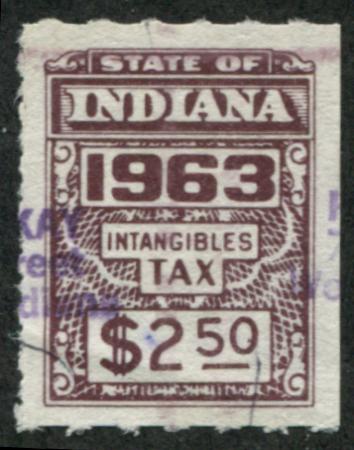 STATE OF
INDIANA
1963
INTANGIBLES
TAX
$2 50